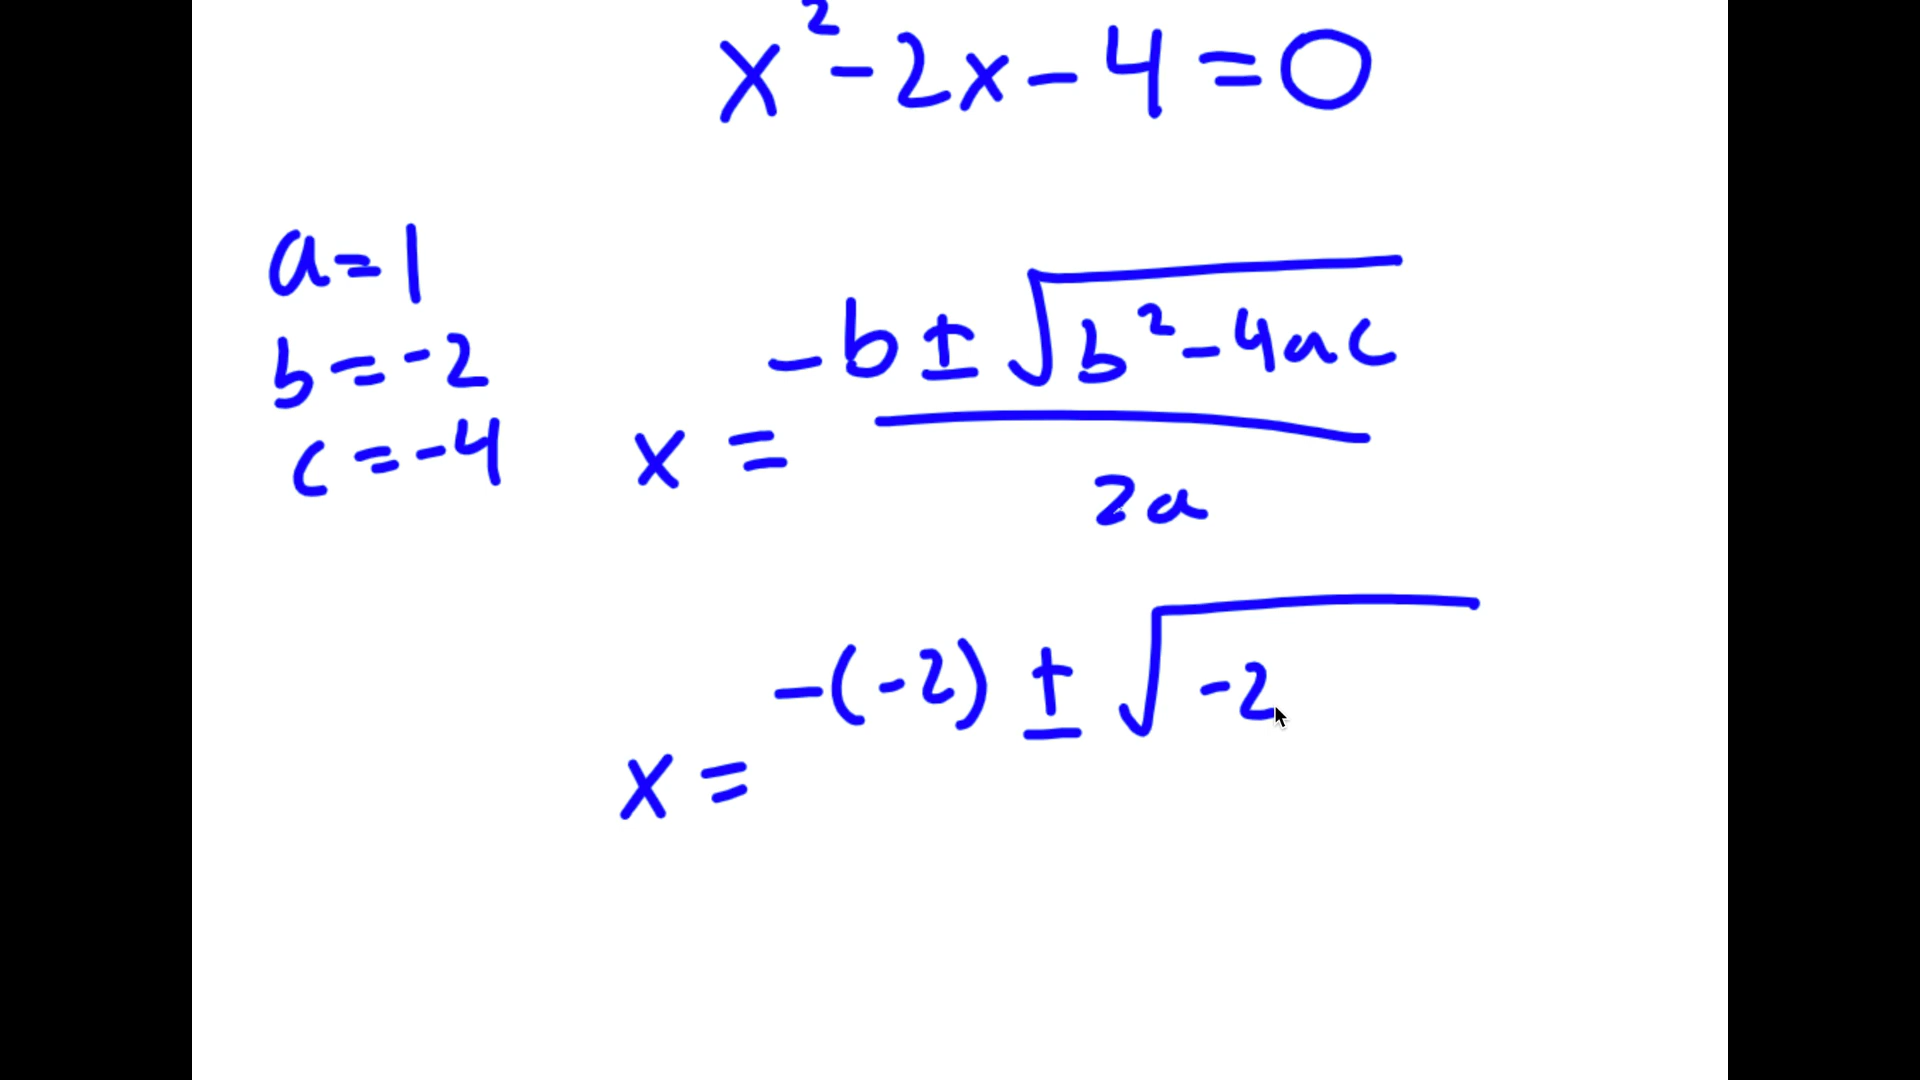 x² - 2x - 4 = 0
a = 1
b = -2
c = -4
x = (-b ± √(b² - 4ac)) / 2a
x = -(-2) ± √(-2